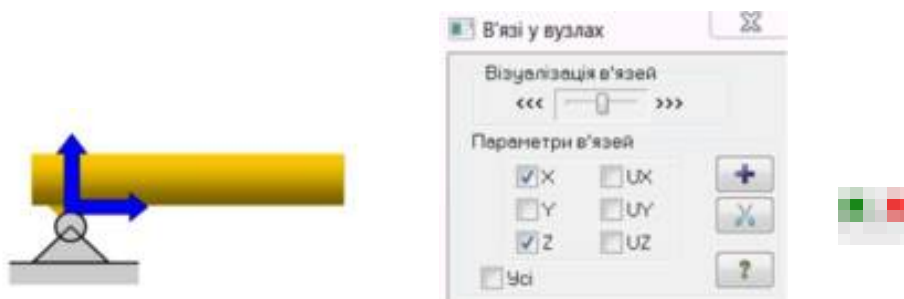 В'язі у вузлах
Візуалізація в'язей
<<< >>>
Параметри в'язей
X UX
Y UY
Z UZ
Усі
?